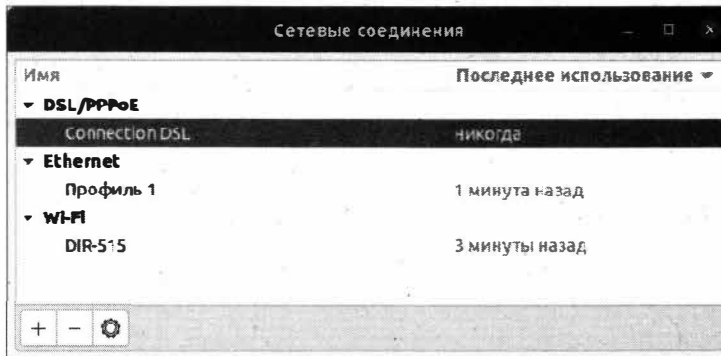 Сетевые соединения
Имя Последнее использование
DSL/PPPoE
Connection DSL никогда
Ethernet
Профиль 1 1 минута назад
Wi-Fi
DIR-515 3 минуты назад